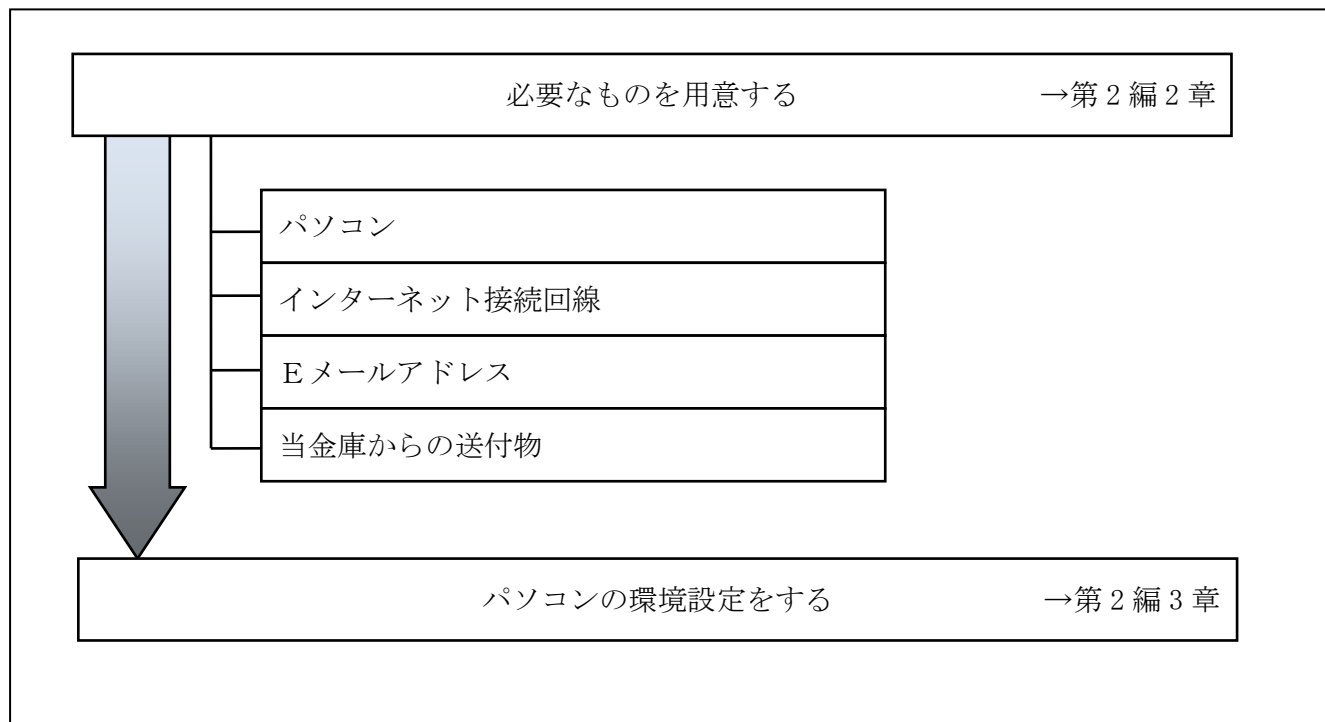 必要なものを用意する →第２編２章
パソコン
インターネット接続回線
Ｅメールアドレス
当金庫からの送付物
パソコンの環境設定をする →第２編３章